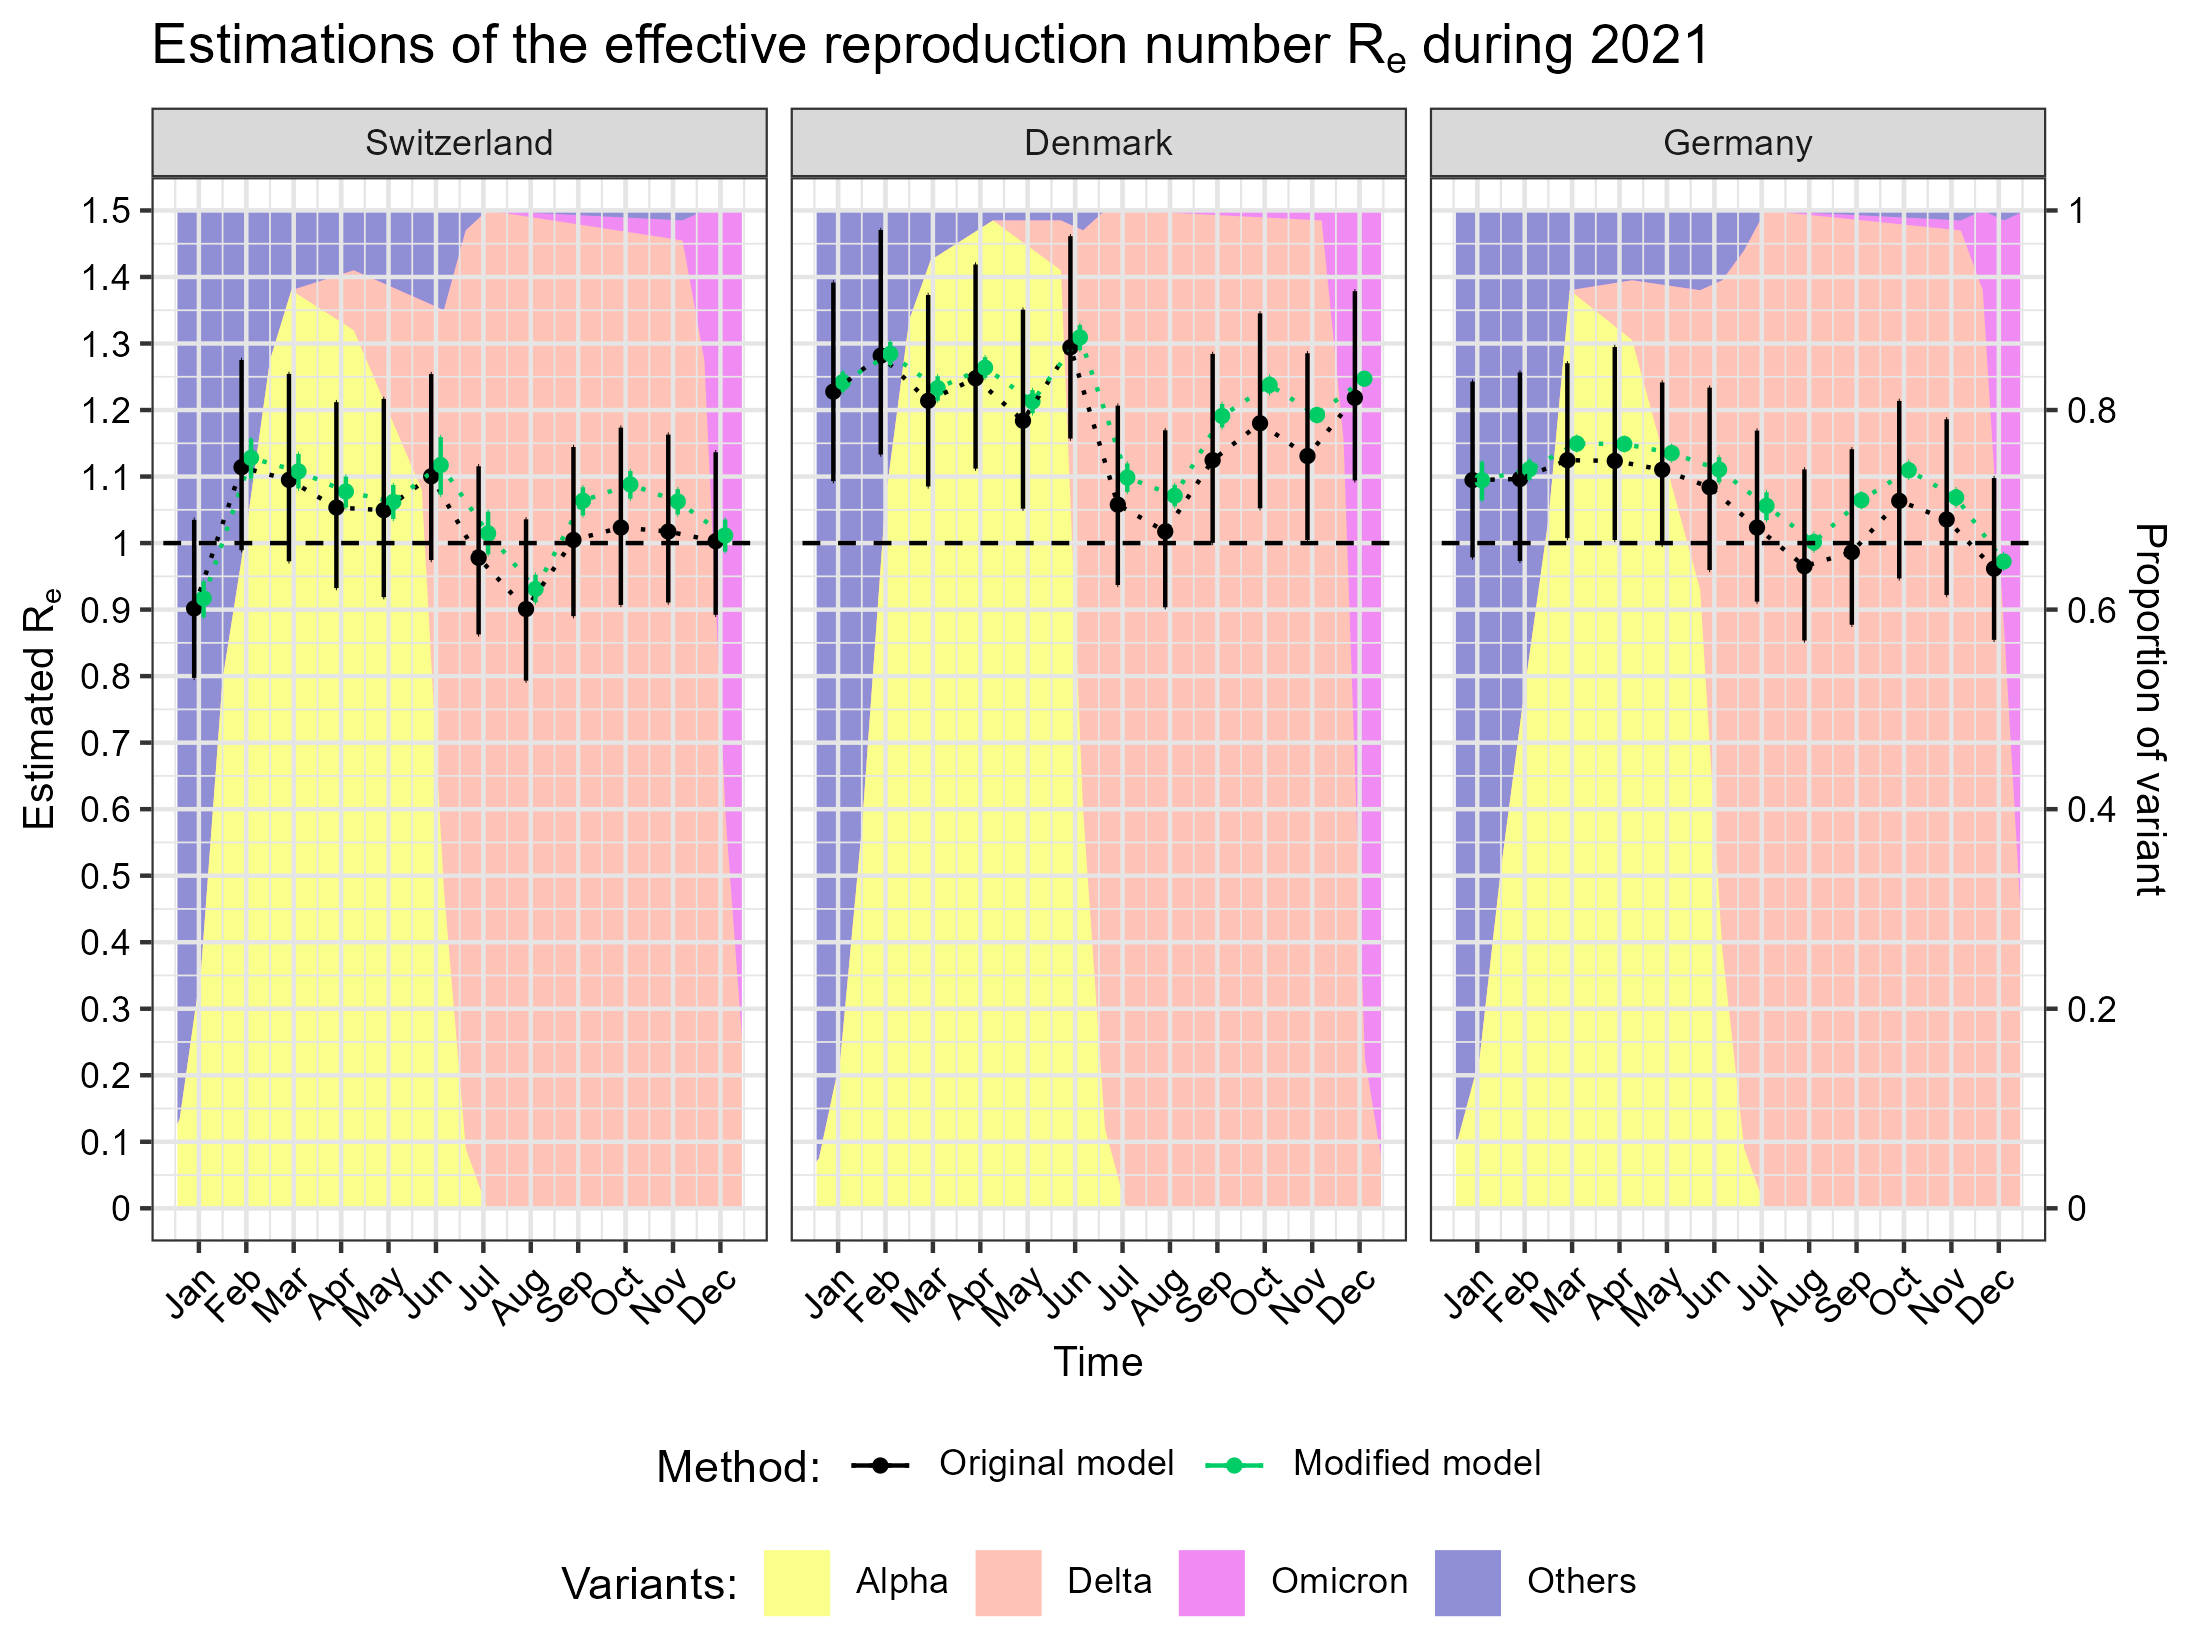 Estimations of the effective reproduction number Re during 2021
Switzerland
Denmark
Germany
Estimated Re
1.5
1.4
1.3
1.2
1.1
1
0.9
0.8
0.7
0.6
0.5
0.4
0.3
0.2
0.1
0
1
0.8
0.6
0.4
0.2
0
Proportion of variant
Jan Feb Mar Apr May Jun Jul Aug Sep Oct Nov Dec
Jan Feb Mar Apr May Jun Jul Aug Sep Oct Nov Dec
Jan Feb Mar Apr May Jun Jul Aug Sep Oct Nov Dec
Time
Method: Original model Modified model
Variants: Alpha Delta Omicron Others